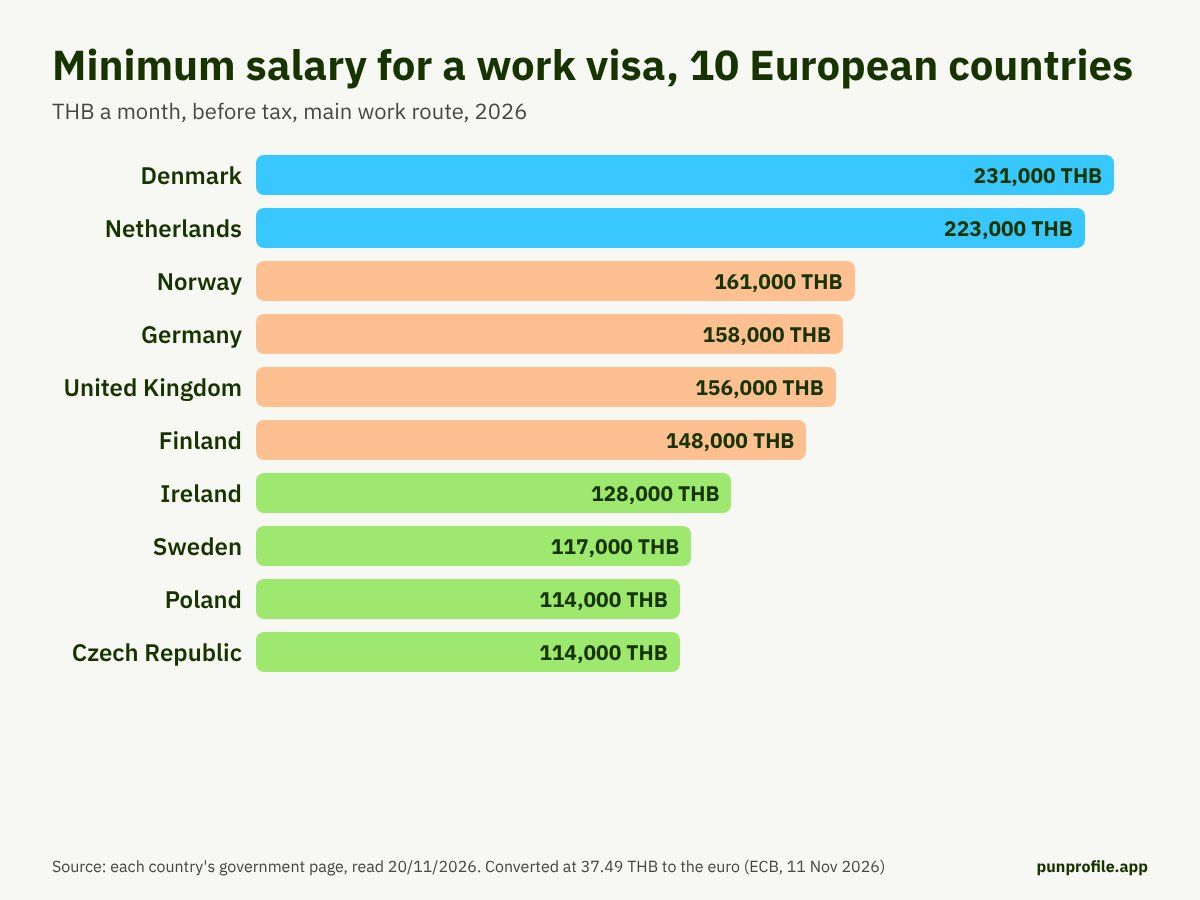 Minimum salary for a work visa, 10 European countries
THB a month, before tax, main work route, 2026
Denmark 231,000 THB
Netherlands 223,000 THB
Norway 161,000 THB
Germany 158,000 THB
United Kingdom 156,000 THB
Finland 148,000 THB
Ireland 128,000 THB
Sweden 117,000 THB
Poland 114,000 THB
Czech Republic 114,000 THB
Source: each country's government page, read 20/11/2026. Converted at 37.49 THB to the euro (ECB, 11 Nov 2026)
punprofile.app